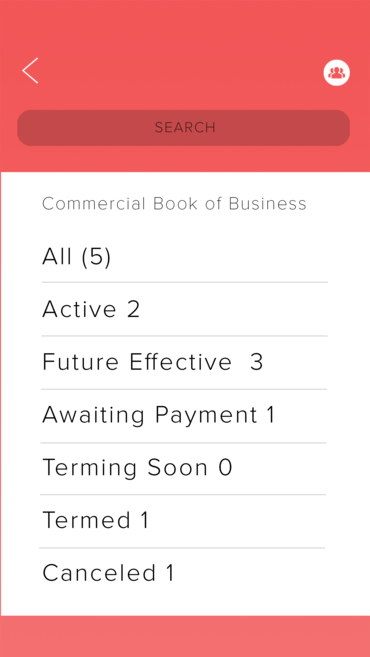 SEARCH
Commercial Book of Business
All (5)
Active 2
Future Effective 3
Awaiting Payment 1
Terming Soon 0
Termed 1
Canceled 1